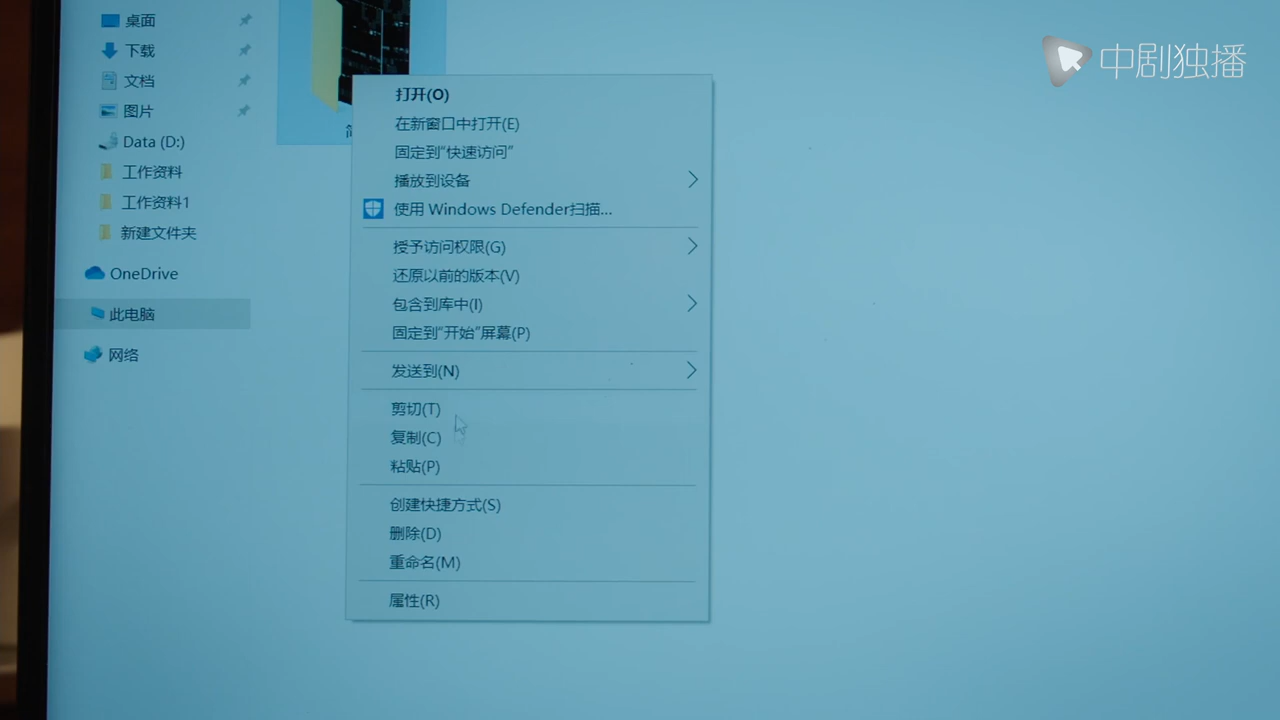 桌面
下载
文档
图片
Data (D:)
工作资料
工作资料1
新建文件夹
OneDrive
此电脑
网络
打开(O)
在新窗口中打开(E)
固定到"快速访问"
播放到设备
使用 Windows Defender扫描...
授予访问权限(G)
还原以前的版本(V)
包含到库中(I)
固定到"开始"屏幕(P)
发送到(N)
剪切(T)
复制(C)
粘贴(P)
创建快捷方式(S)
删除(D)
重命名(M)
属性(R)
中剧独播